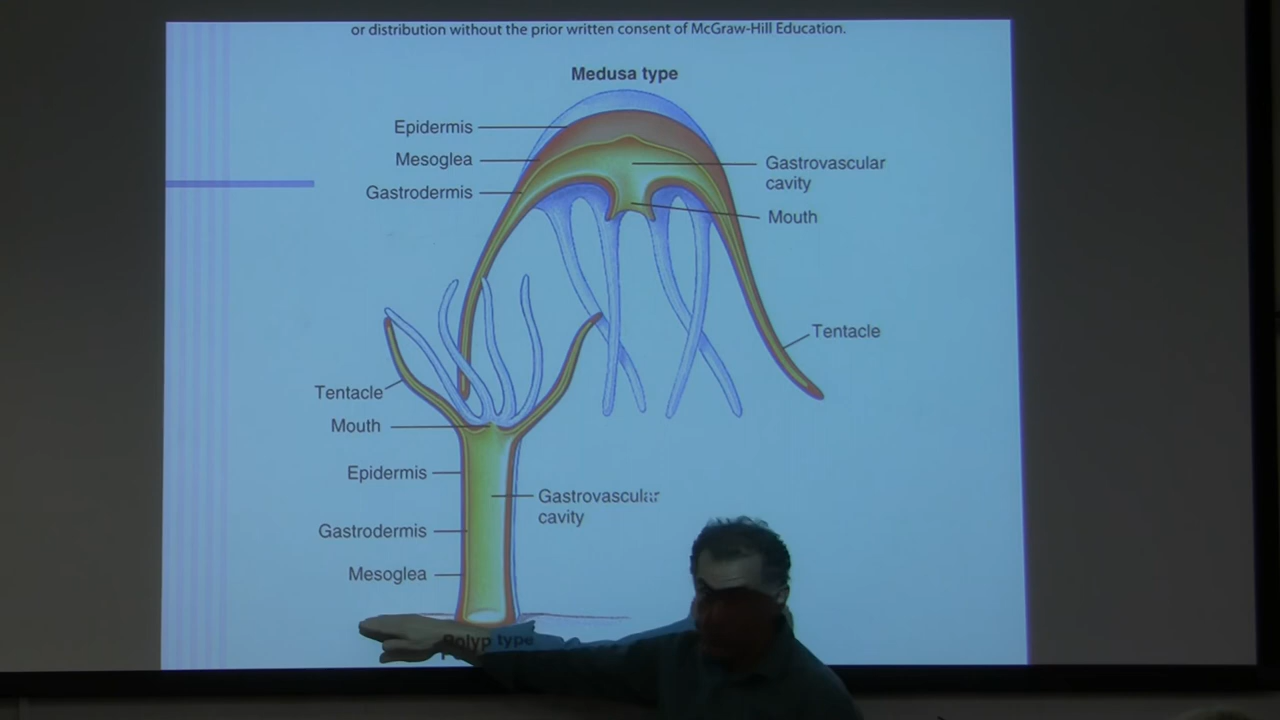 or distribution without the prior written consent of McGraw-Hill Education.
Medusa type
Epidermis
Mesoglea
Gastrodermis
Gastrovascular
cavity
Mouth
Tentacle
Tentacle
Mouth
Epidermis
Gastrovascular
cavity
Gastrodermis
Mesoglea
Polyp type